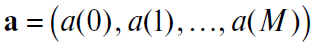 a = (a(0), a(1), ..., a(M))